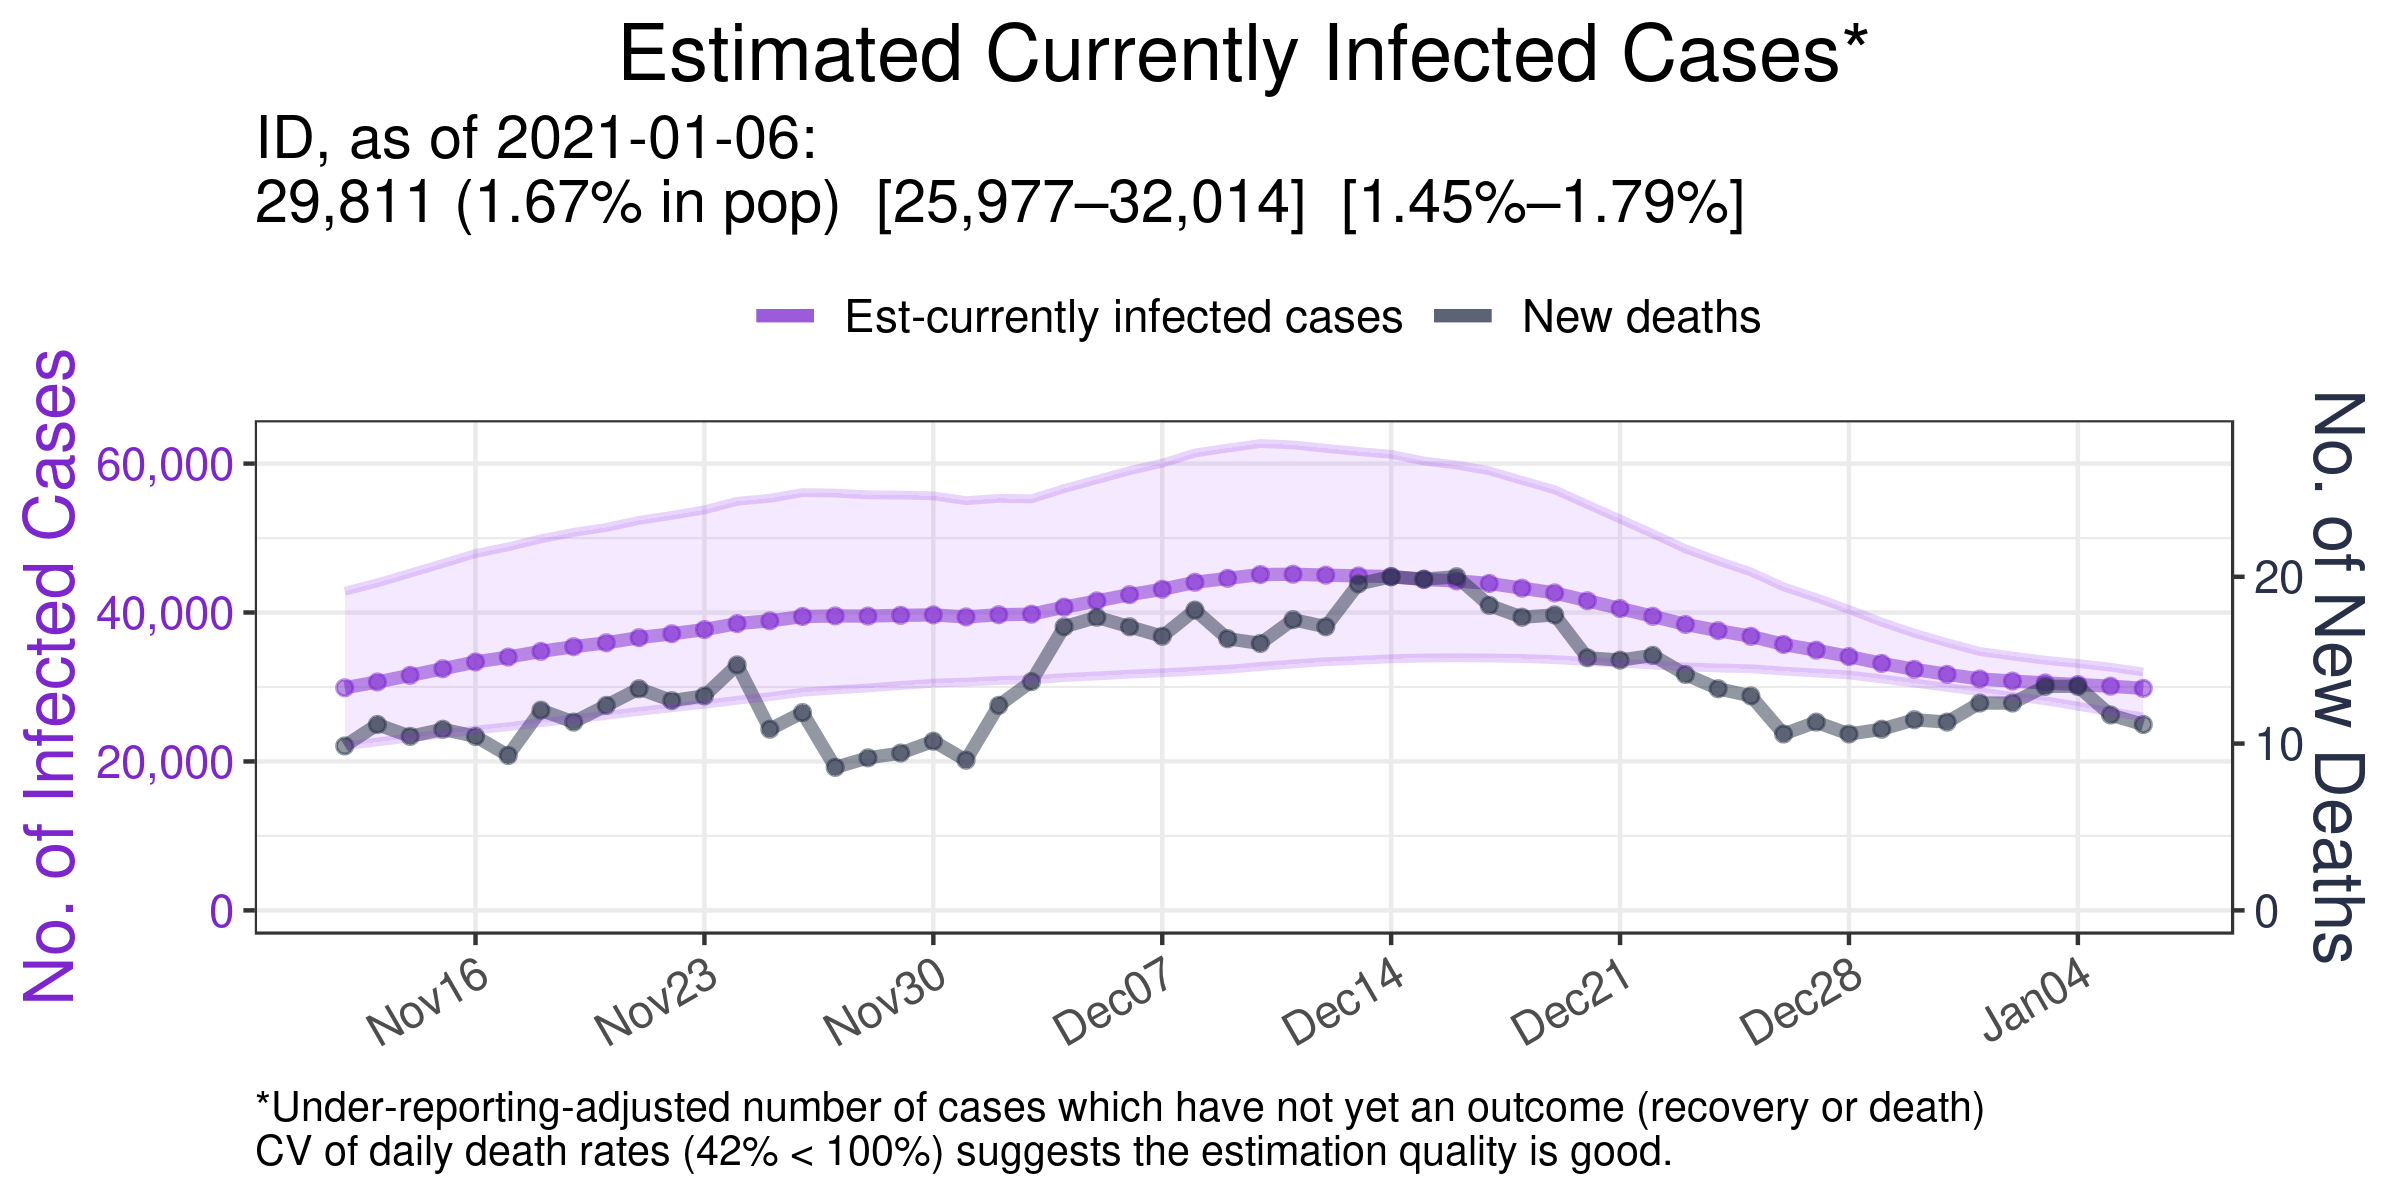 Estimated Currently Infected Cases*
ID, as of 2021-01-06:
29,811 (1.67% in pop)  [25,977–32,014]  [1.45%–1.79%]
Est-currently infected cases
New deaths
No. of Infected Cases
60,000
40,000
20,000
0
No. of New Deaths
20
10
0
Nov16
Nov23
Nov30
Dec07
Dec14
Dec21
Dec28
Jan04
*Under-reporting-adjusted number of cases which have not yet an outcome (recovery or death)
CV of daily death rates (42% < 100%) suggests the estimation quality is good.